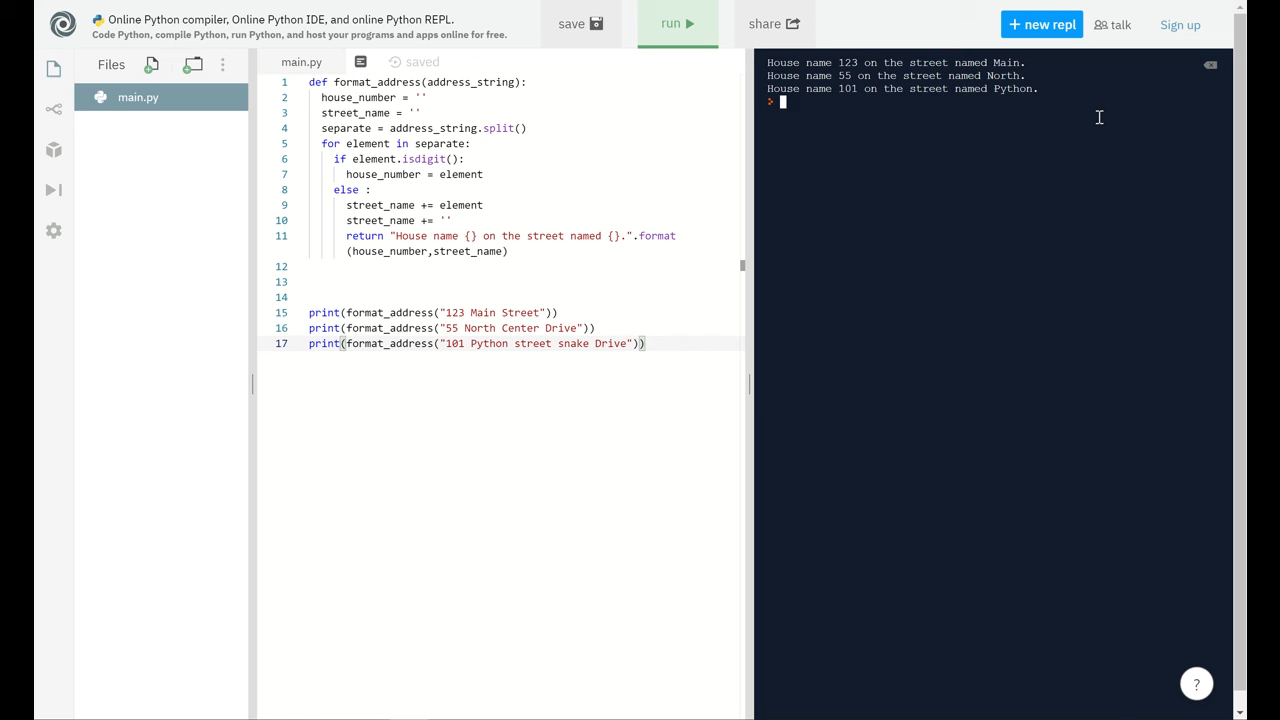 Online Python compiler, Online Python IDE, and online Python REPL.
Code Python, compile Python, run Python, and host your programs and apps online for free.
save
run
share
+ new repl
talk
Sign up
Files
main.py
main.py
saved
1 def format_address(address_string):
2 house_number = ''
3 street_name = ''
4 separate = address_string.split()
5 for element in separate:
6 if element.isdigit():
7 house_number = element
8 else :
9 street_name += element
10 street_name += ''
11 return "House name {} on the street named {}.".format
(house_number,street_name)
12
13
14
15 print(format_address("123 Main Street"))
16 print(format_address("55 North Center Drive"))
17 print(format_address("101 Python street snake Drive"))
House name 123 on the street named Main.
House name 55 on the street named North.
House name 101 on the street named Python.
?